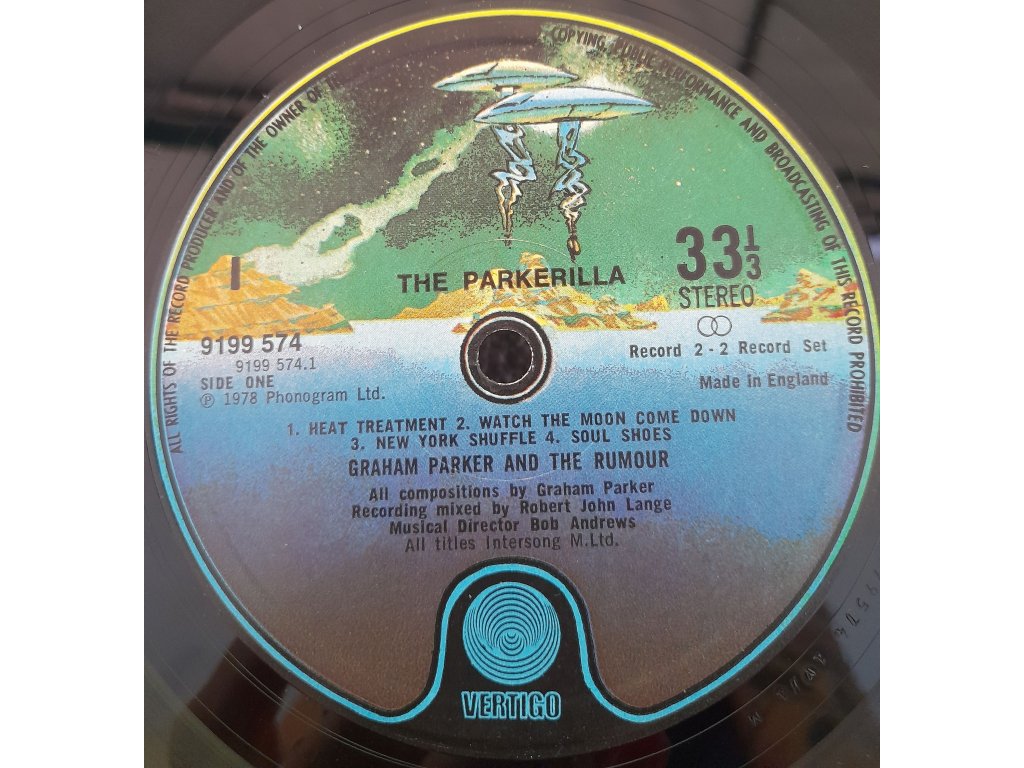 ALL RIGHTS OF THE RECORD PRODUCER AND OF THE OWNER OF
COPYING, PUBLIC PERFORMANCE AND BROADCASTING OF THIS RECORD PROHIBITED
1
THE PARKERILLA
33⅓
STEREO
9199 574
9199 574.1
SIDE ONE
Ⓟ 1978 Phonogram Ltd.
Record 2 - 2 Record Set
Made in England
1. HEAT TREATMENT 2. WATCH THE MOON COME DOWN
3. NEW YORK SHUFFLE 4. SOUL SHOES
GRAHAM PARKER AND THE RUMOUR
All compositions by Graham Parker
Recording mixed by Robert John Lange
Musical Director Bob Andrews
All titles Intersong M.Ltd.
VERTIGO